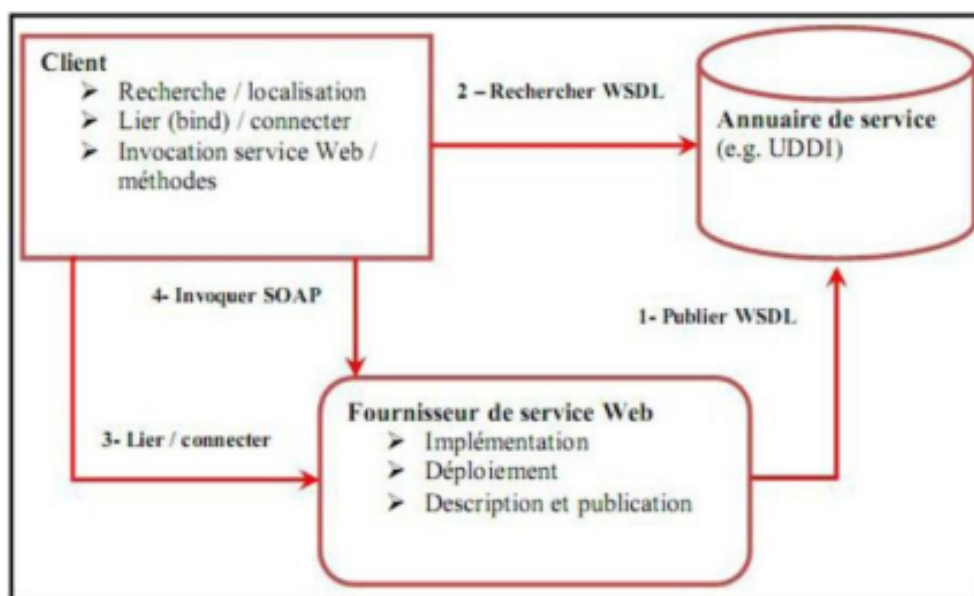 Client
➢ Recherche / localisation
➢ Lier (bind) / connecter
➢ Invocation service Web /
méthodes
2 – Rechercher WSDL
Annuaire de service
(e.g. UDDI)
4- Invoquer SOAP
1- Publier WSDL
3- Lier / connecter
Fournisseur de service Web
➢ Implémentation
➢ Déploiement
➢ Description et publication